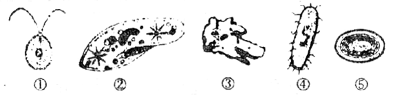 ① ② ③ ④ ⑤